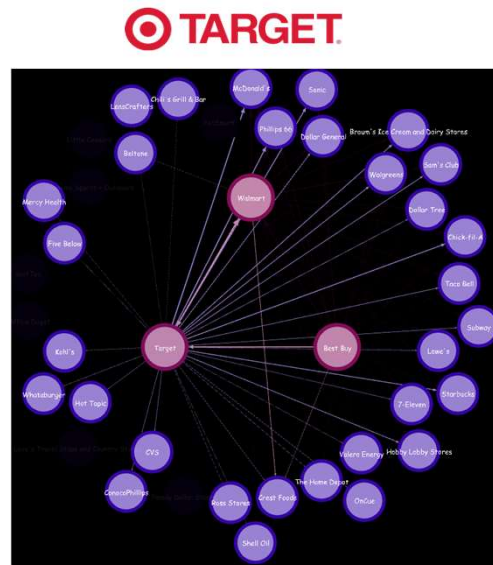 TARGET
McDonald's
Sonic
LensCrafters
Chili's Grill & Bar
Phillips 66
Dollar General
Braum's Ice Cream and Dairy Stores
Beltone
Walgreens
Sam's Club
Walmart
Mercy Health
Dollar Tree
Five Below
Chick-fil-A
Taco Bell
Subway
Kohl's
Target
Best Buy
Lowe's
Whataburger
Hot Topic
7-Eleven
Starbucks
CVS
Valero Energy
Hobby Lobby Stores
ConocoPhillips
The Home Depot
Ross Stores
Crest Foods
OnCue
Shell Oil